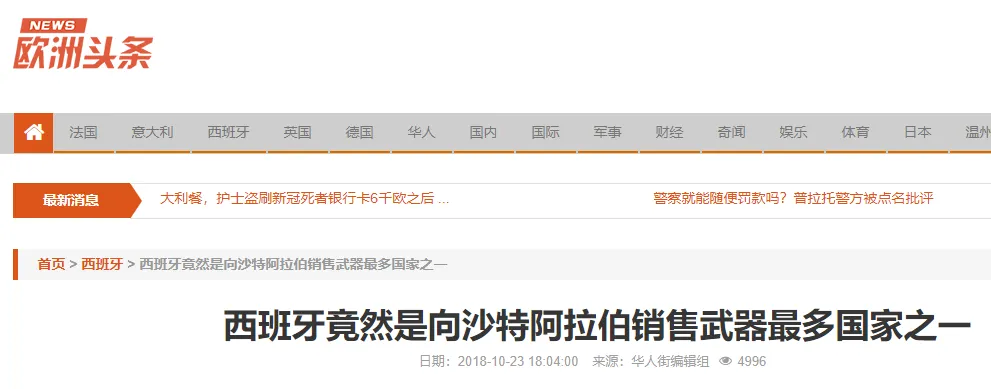 NEWS
欧洲头条
法国 意大利 西班牙 英国 德国 华人 国内 国际 军事 财经 奇闻 娱乐 体育 日本 温州
最新消息 大利餐，护士盗刷新冠死者银行卡6千欧之后 ... 警察就能随便罚款吗？普拉托警方被点名批评
首页 > 西班牙 > 西班牙竟然是向沙特阿拉伯销售武器最多国家之一
西班牙竟然是向沙特阿拉伯销售武器最多国家之一
日期：2018-10-23 18:04:00 来源：华人街编辑组 4996